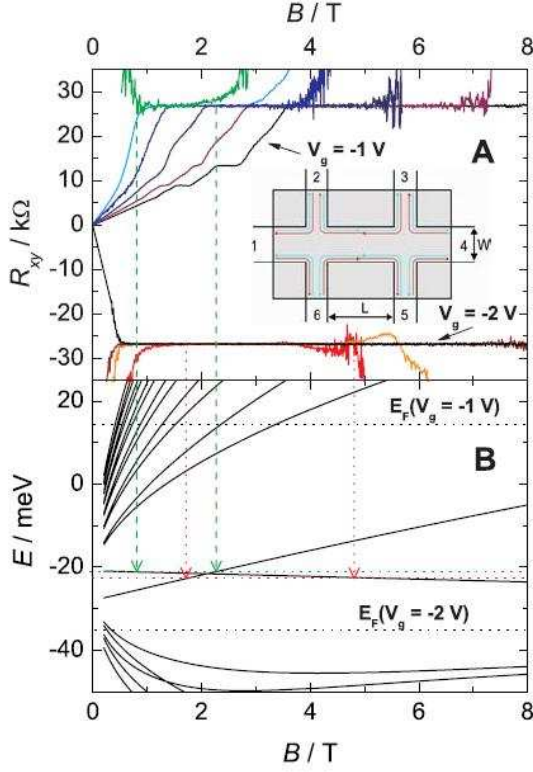 B / T
0 2 4 6 8
30
20
10
0
-10
-20
-30
R_xy / kΩ
V_g = -1 V
A
2 3
1 4 W
6 5
L
V_g = -2 V
20
0
-20
-40
E / meV
E_F(V_g = -1 V)
B
E_F(V_g = -2 V)
0 2 4 6 8
B / T